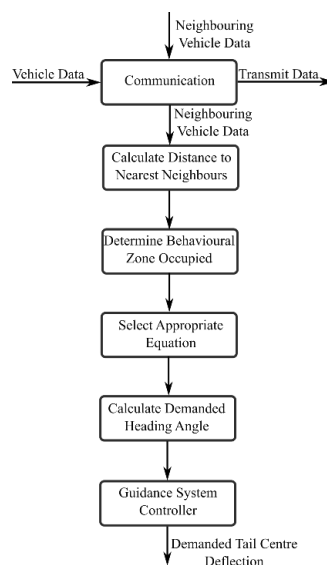 Neighbouring
Vehicle Data
Vehicle Data
Communication
Transmit Data
Neighbouring
Vehicle Data
Calculate Distance to
Nearest Neighbours
Determine Behavioural
Zone Occupied
Select Appropriate
Equation
Calculate Demanded
Heading Angle
Guidance System
Controller
Demanded Tail Centre
Deflection